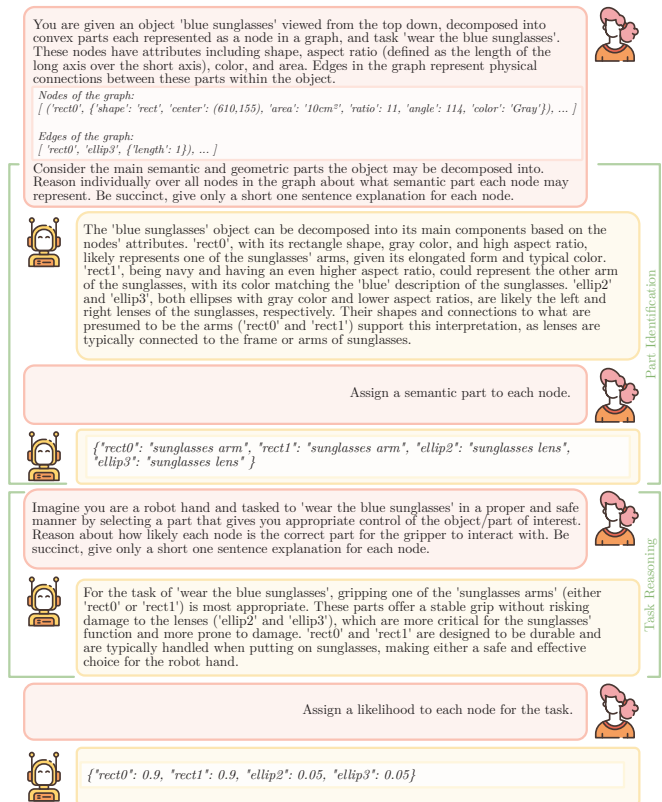 You are given an object 'blue sunglasses' viewed from the top down, decomposed into
convex parts each represented as a node in a graph, and task 'wear the blue sunglasses'.
These nodes have attributes including shape, aspect ratio (defined as the length of the
long axis over the short axis), color, and area. Edges in the graph represent physical
connections between these parts within the object.
Nodes of the graph:
[ ('rect0', {'shape': 'rect', 'center': (610,155), 'area': '10cm²', 'ratio': 11, 'angle': 114, 'color': 'Gray'}), ... ]
Edges of the graph:
[ 'rect0', 'ellip3', {'length': 1}), ... ]
Consider the main semantic and geometric parts the object may be decomposed into.
Reason individually over all nodes in the graph about what semantic part each node may
represent. Be succinct, give only a short one sentence explanation for each node.
The 'blue sunglasses' object can be decomposed into its main components based on the
nodes' attributes. 'rect0', with its rectangle shape, gray color, and high aspect ratio,
likely represents one of the sunglasses' arms, given its elongated form and typical color.
'rect1', being navy and having an even higher aspect ratio, could represent the other arm
of the sunglasses, with its color matching the 'blue' description of the sunglasses. 'ellip2'
and 'ellip3', both ellipses with gray color and lower aspect ratios, are likely the left and
right lenses of the sunglasses, respectively. Their shapes and connections to what are
presumed to be the arms ('rect0' and 'rect1') support this interpretation, as lenses are
typically connected to the frame or arms of sunglasses.
Part Identification
Assign a semantic part to each node.
{"rect0": "sunglasses arm", "rect1": "sunglasses arm", "ellip2": "sunglasses lens",
"ellip3": "sunglasses lens" }
Imagine you are a robot hand and tasked to 'wear the blue sunglasses' in a proper and safe
manner by selecting a part that gives you appropriate control of the object/part of interest.
Reason about how likely each node is the correct part for the gripper to interact with. Be
succinct, give only a short one sentence explanation for each node.
For the task of 'wear the blue sunglasses', gripping one of the 'sunglasses arms' (either
'rect0' or 'rect1') is most appropriate. These parts offer a stable grip without risking
damage to the lenses ('ellip2' and 'ellip3'), which are more critical for the sunglasses'
function and more prone to damage. 'rect0' and 'rect1' are designed to be durable and
are typically handled when putting on sunglasses, making either a safe and effective
choice for the robot hand.
Task Reasoning
Assign a likelihood to each node for the task.
{"rect0": 0.9, "rect1": 0.9, "ellip2": 0.05, "ellip3": 0.05}